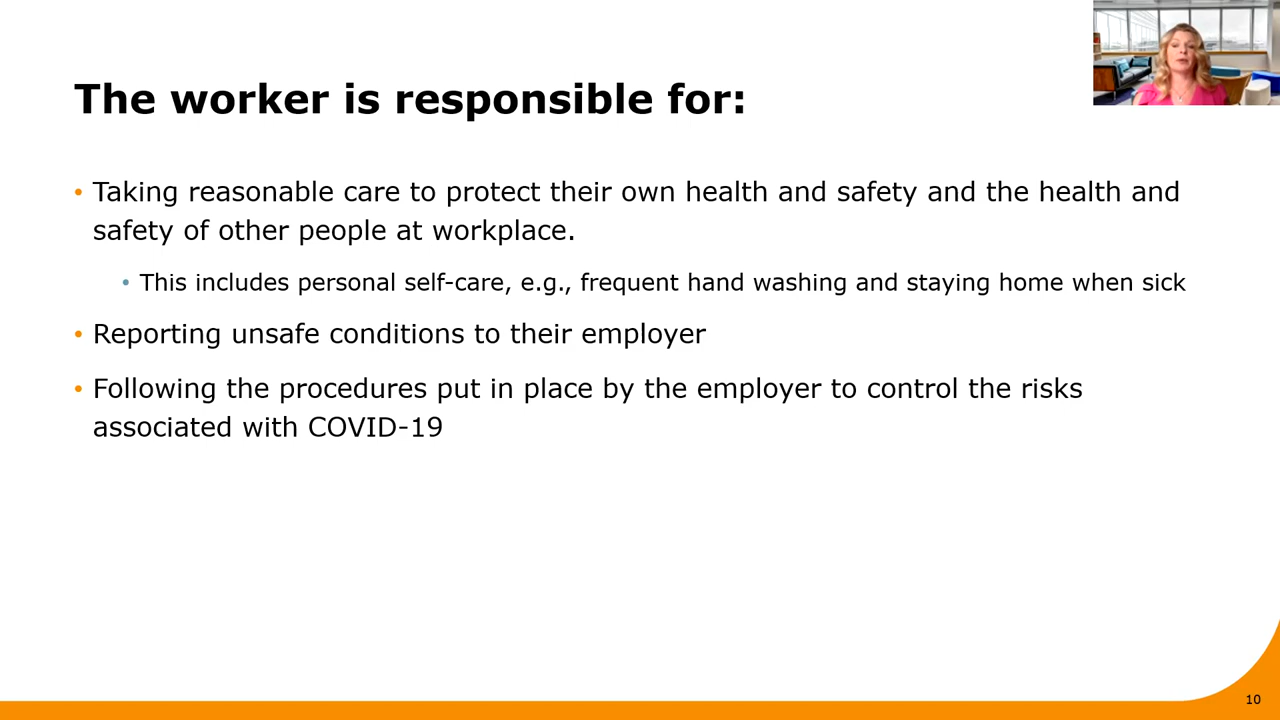 The worker is responsible for:
• Taking reasonable care to protect their own health and safety and the health and
safety of other people at workplace.
• This includes personal self-care, e.g., frequent hand washing and staying home when sick
• Reporting unsafe conditions to their employer
• Following the procedures put in place by the employer to control the risks
associated with COVID-19
10